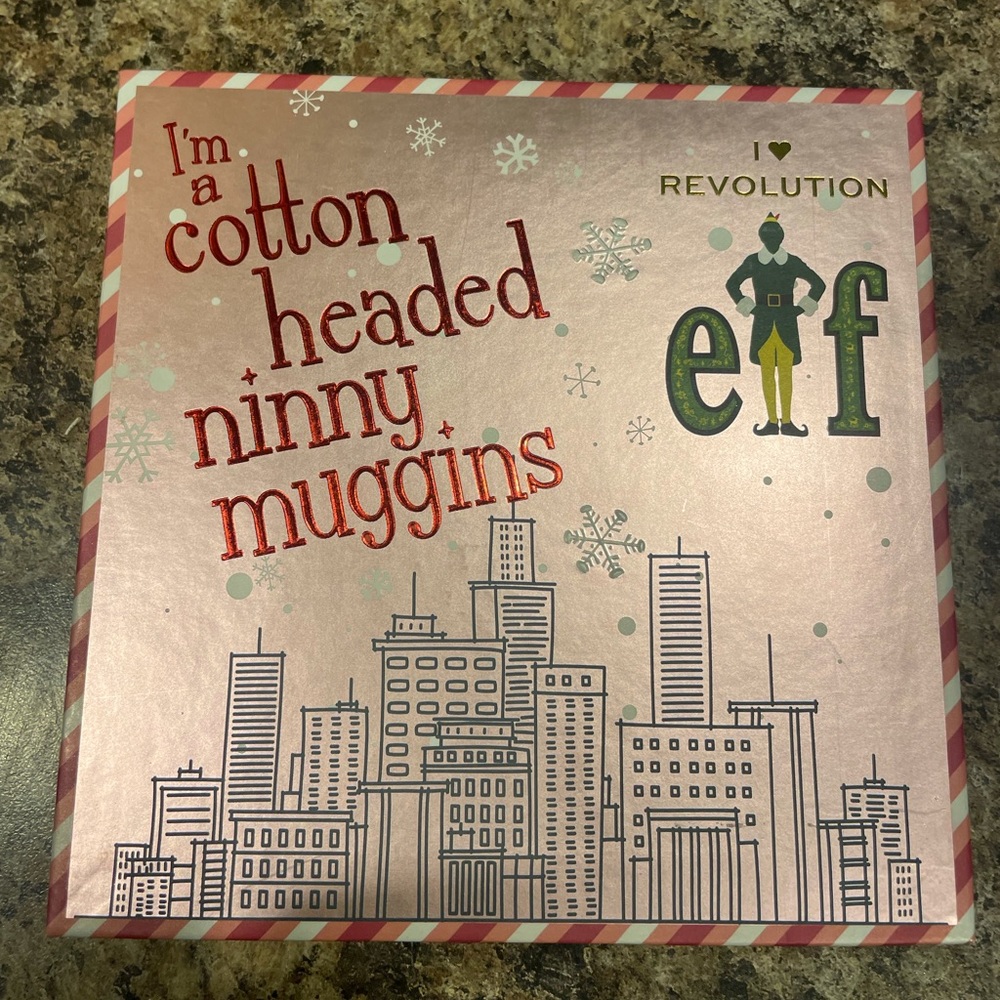 I'm
a
cotton
headed
ninny
muggins
I ♥
REVOLUTION
elf